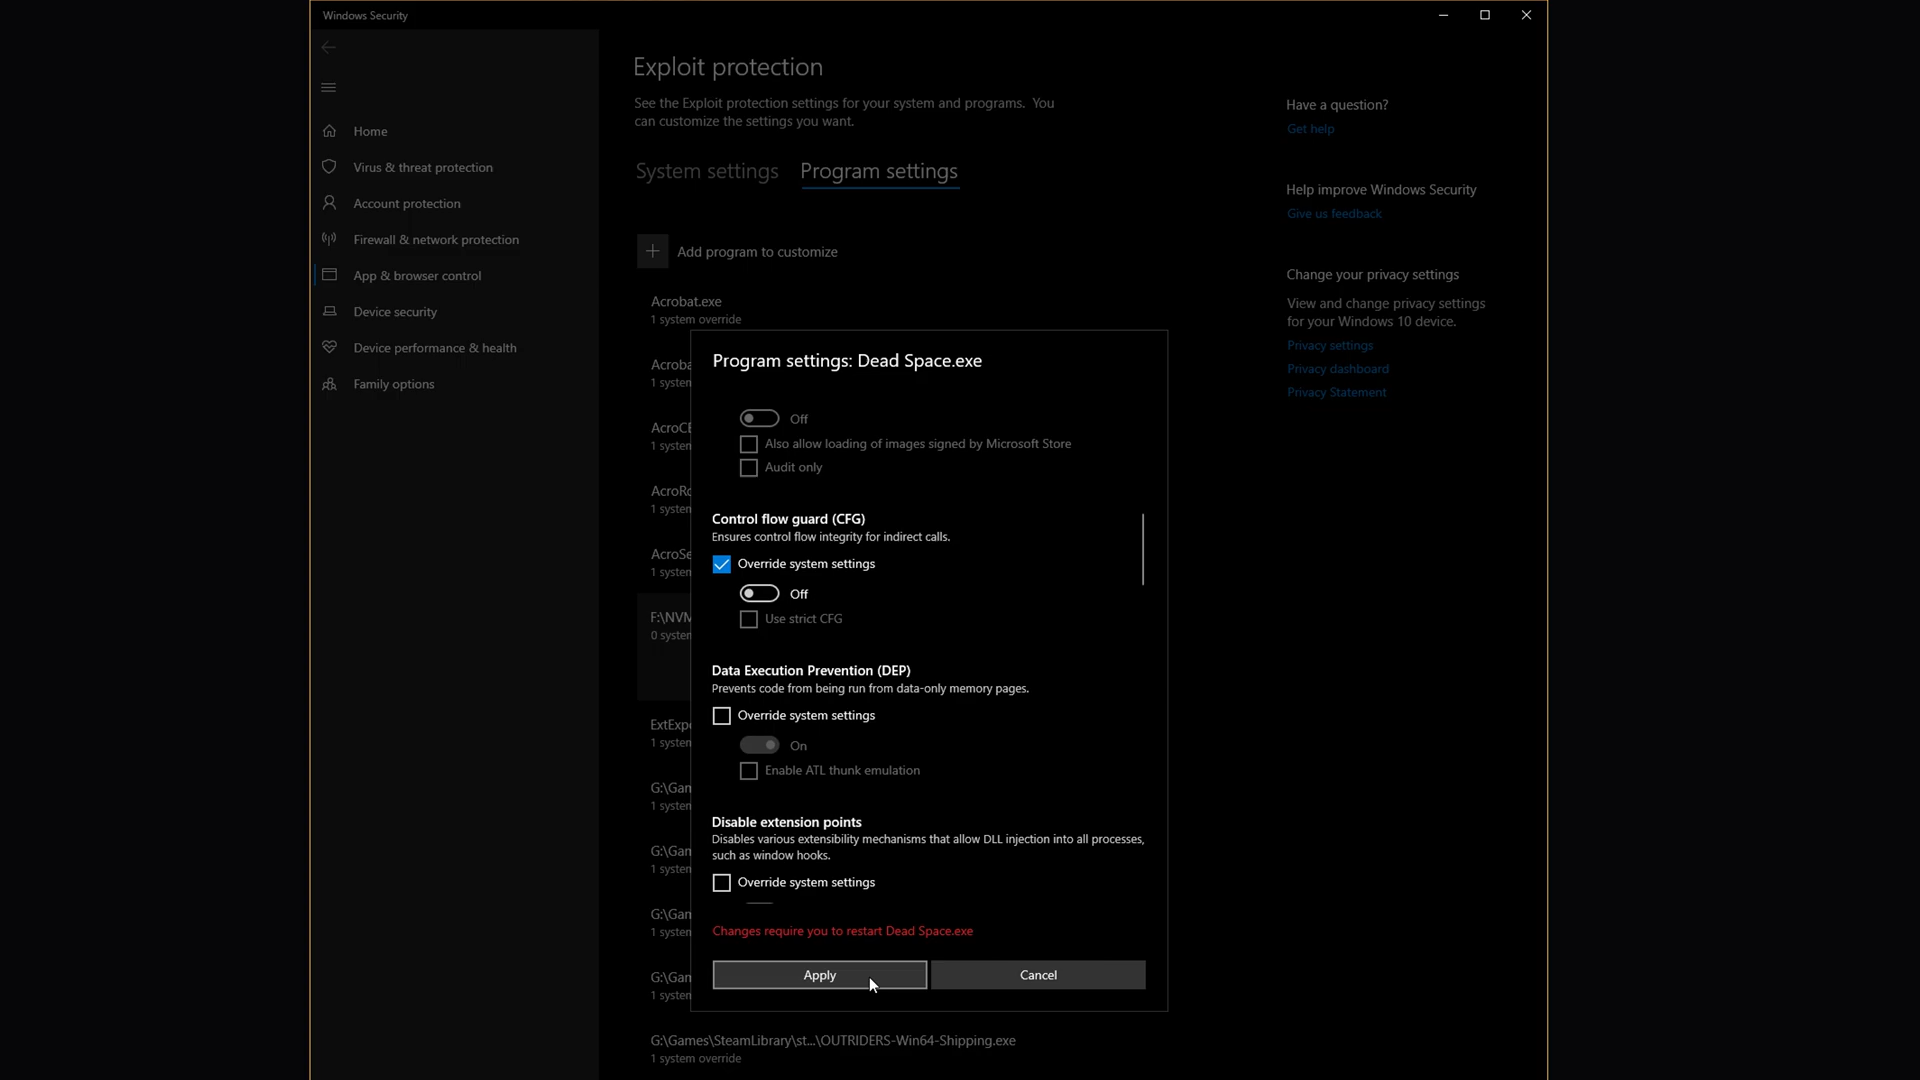 Windows Security
Home
Virus & threat protection
Account protection
Firewall & network protection
App & browser control
Device security
Device performance & health
Family options
Exploit protection
See the Exploit protection settings for your system and programs. You
can customize the settings you want.
System settings
Program settings
Add program to customize
Acrobat.exe
1 system override
Acroba
1 system
AcroCE
1 system
AcroRd
1 system
AcroSe
1 system
F:\NVM
0 system
ExtExpo
1 system
G:\Gam
1 system
G:\Gam
1 system
G:\Gam
1 system
G:\Gam
1 system
G:\Games\SteamLibrary\st...\OUTRIDERS-Win64-Shipping.exe
1 system override
Program settings: Dead Space.exe
Off
Also allow loading of images signed by Microsoft Store
Audit only
Control flow guard (CFG)
Ensures control flow integrity for indirect calls.
Override system settings
Off
Use strict CFG
Data Execution Prevention (DEP)
Prevents code from being run from data-only memory pages.
Override system settings
On
Enable ATL thunk emulation
Disable extension points
Disables various extensibility mechanisms that allow DLL injection into all processes,
such as window hooks.
Override system settings
Changes require you to restart Dead Space.exe
Apply
Cancel
Have a question?
Get help
Help improve Windows Security
Give us feedback
Change your privacy settings
View and change privacy settings
for your Windows 10 device.
Privacy settings
Privacy dashboard
Privacy Statement